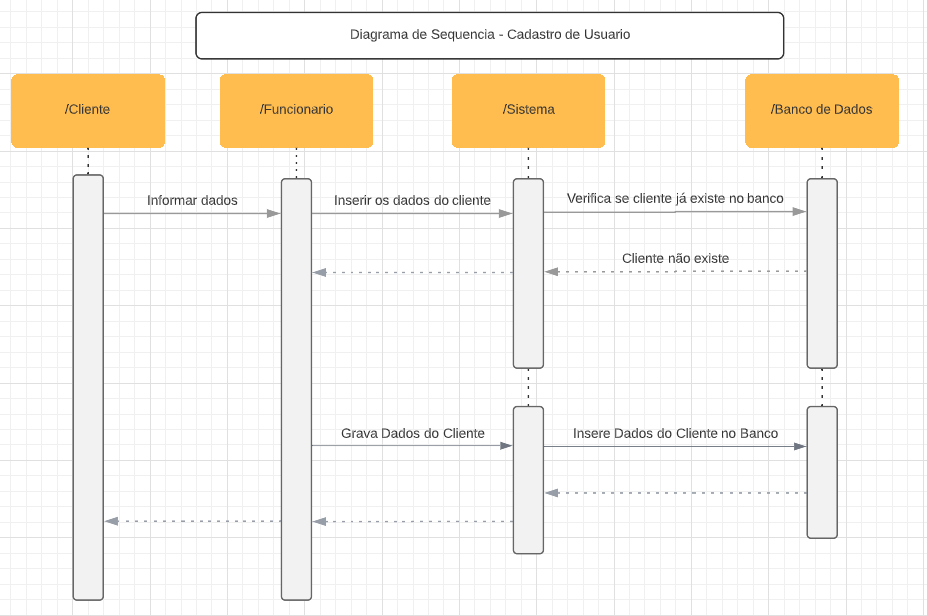 Diagrama de Sequencia - Cadastro de Usuario
/Cliente
/Funcionario
/Sistema
/Banco de Dados
Informar dados
Inserir os dados do cliente
Verifica se cliente já existe no banco
Cliente não existe
Grava Dados do Cliente
Insere Dados do Cliente no Banco